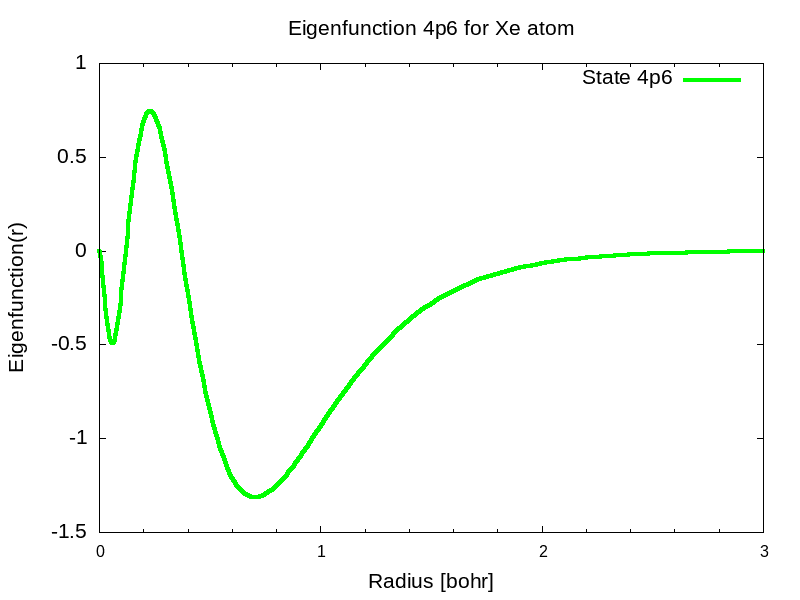 Eigenfunction 4p6 for Xe atom
State 4p6
1
0.5
0
-0.5
-1
-1.5
Eigenfunction(r)
0 1 2 3
Radius [bohr]